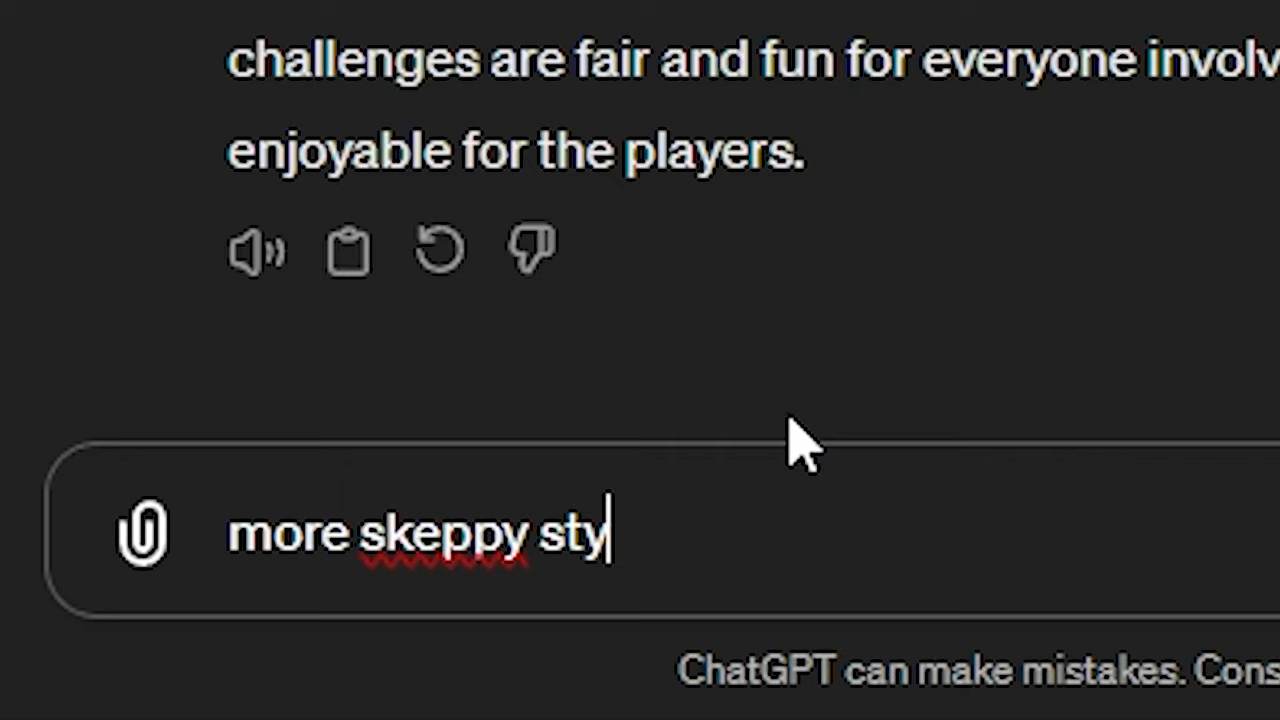 challenges are fair and fun for everyone involv
enjoyable for the players.
more skeppy sty
ChatGPT can make mistakes. Cons